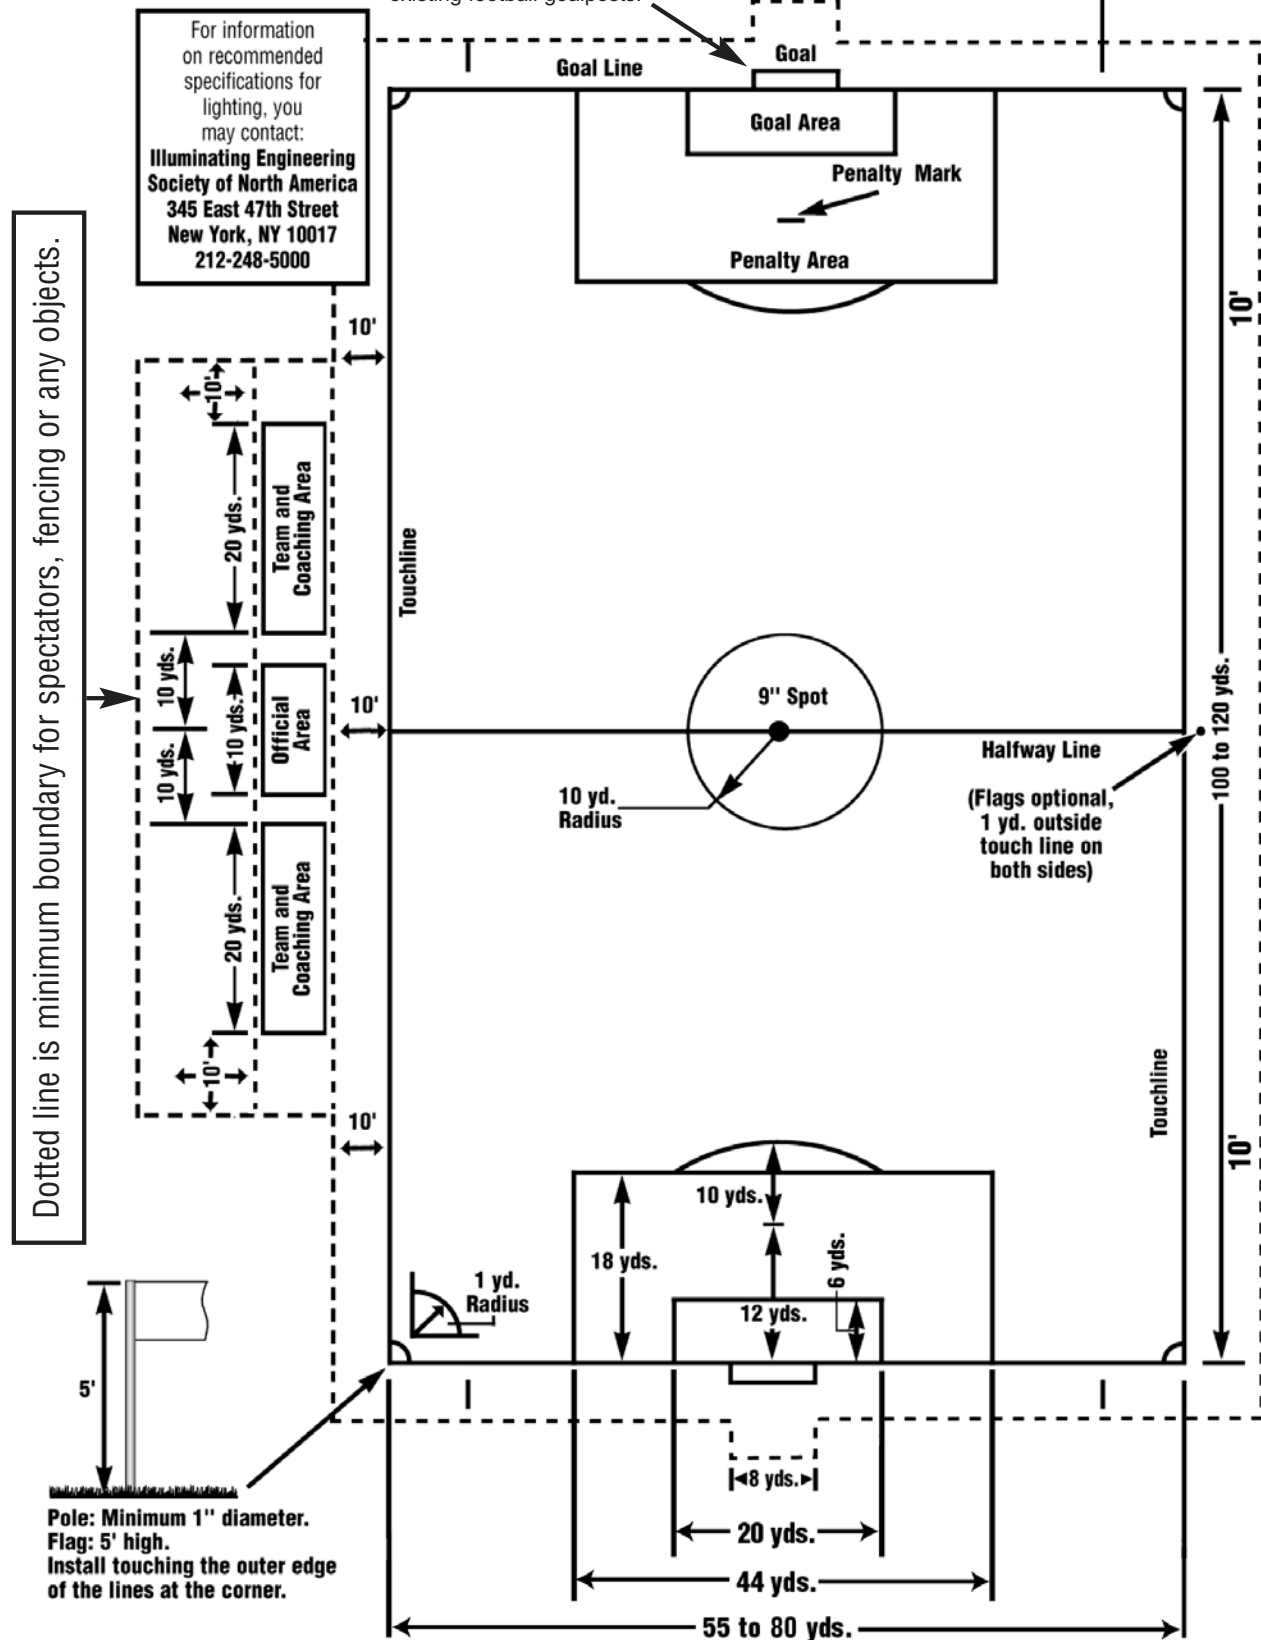 existing football goalposts.
For information
on recommended
specifications for
lighting, you
may contact:
Illuminating Engineering
Society of North America
345 East 47th Street
New York, NY 10017
212-248-5000
Goal Line
Goal
Goal Area
Penalty Mark
Penalty Area
Dotted line is minimum boundary for spectators, fencing or any objects.
10'
10'
10'
20 yds.
Team and
Coaching Area
Touchline
10 yds.
10 yds.
10 yds.
Official
Area
10'
9" Spot
10 yd.
Radius
Halfway Line
(Flags optional,
1 yd. outside
touch line on
both sides)
100 to 120 yds.
20 yds.
Team and
Coaching Area
10'
10'
Touchline
10'
10 yds.
18 yds.
12 yds.
6 yds.
1 yd.
Radius
5'
Pole: Minimum 1" diameter.
Flag: 5' high.
Install touching the outer edge
of the lines at the corner.
8 yds.
20 yds.
44 yds.
55 to 80 yds.